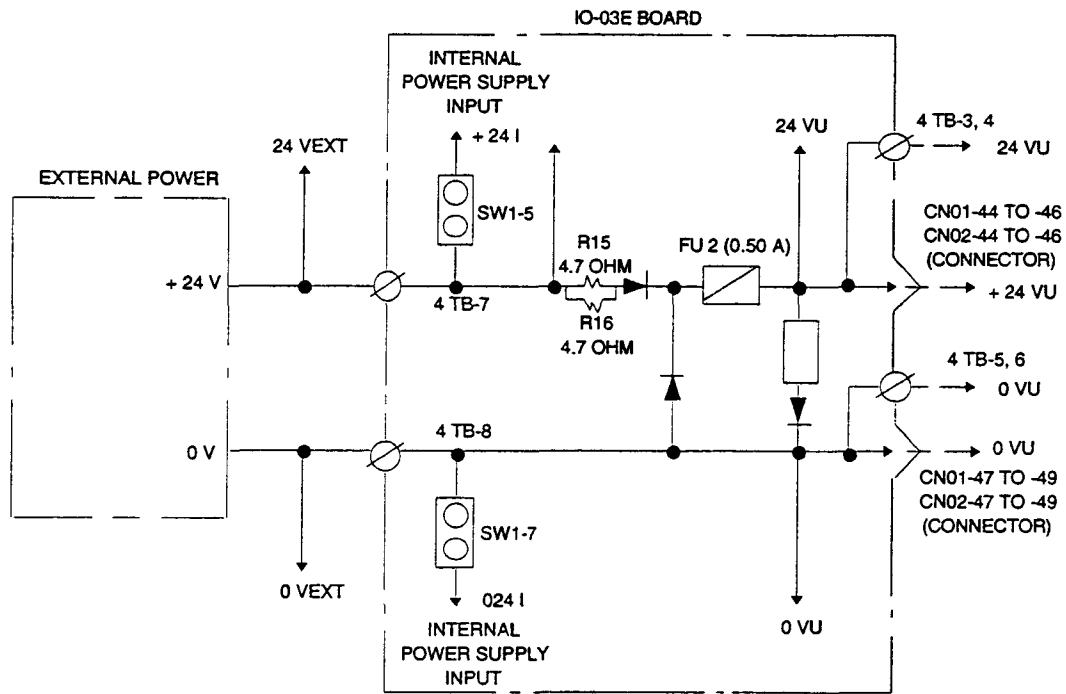 IO-03E BOARD
INTERNAL
POWER SUPPLY
INPUT
+ 24 I
24 VEXT
24 VU
4 TB-3, 4
24 VU
EXTERNAL POWER
SW1-5
CN01-44 TO -46
CN02-44 TO -46
(CONNECTOR)
R15
4.7 OHM
FU 2 (0.50 A)
+ 24 V
+ 24 VU
4 TB-7
R16
4.7 OHM
4 TB-5, 6
0 VU
4 TB-8
0 V
0 VU
CN01-47 TO -49
CN02-47 TO -49
(CONNECTOR)
SW1-7
0 VEXT
024 I
INTERNAL
POWER SUPPLY
INPUT
0 VU